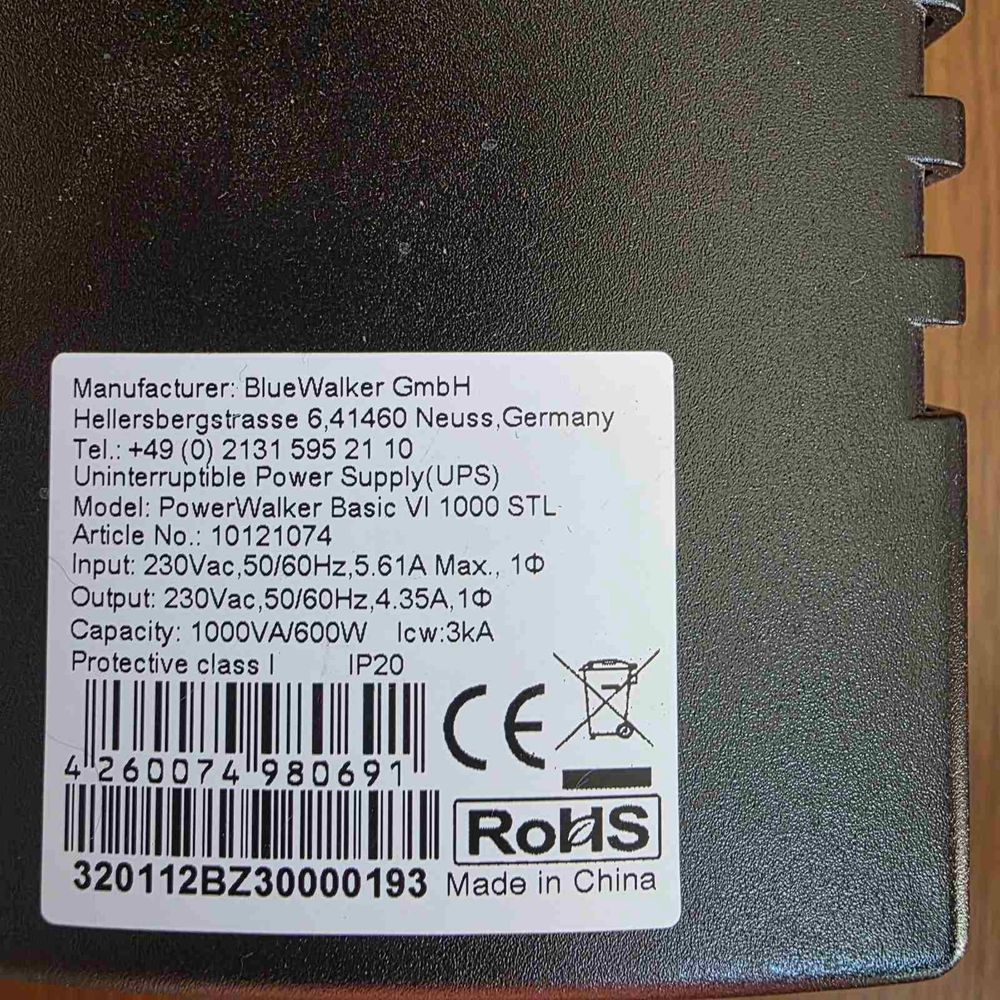 Manufacturer: BlueWalker GmbH
Hellersbergstrasse 6,41460 Neuss,Germany
Tel.: +49 (0) 2131 595 21 10
Uninterruptible Power Supply(UPS)
Model: PowerWalker Basic VI 1000 STL
Article No.: 10121074
Input: 230Vac,50/60Hz,5.61A Max., 1Φ
Output: 230Vac,50/60Hz,4.35A,1Φ
Capacity: 1000VA/600W Icw:3kA
Protective class I IP20
CE
4 260074 980691
RoHS
320112BZ30000193 Made in China